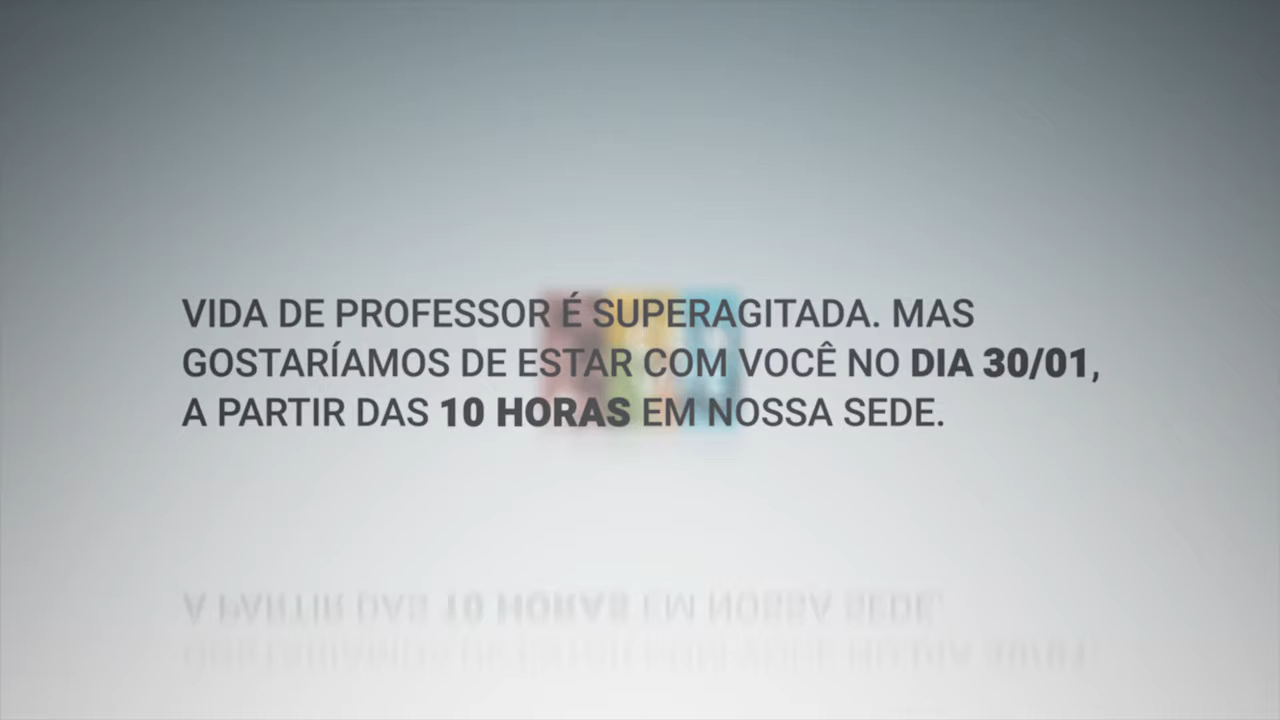 VIDA DE PROFESSOR É SUPERAGITADA. MAS
GOSTARÍAMOS DE ESTAR COM VOCÊ NO DIA 30/01,
A PARTIR DAS 10 HORAS EM NOSSA SEDE.